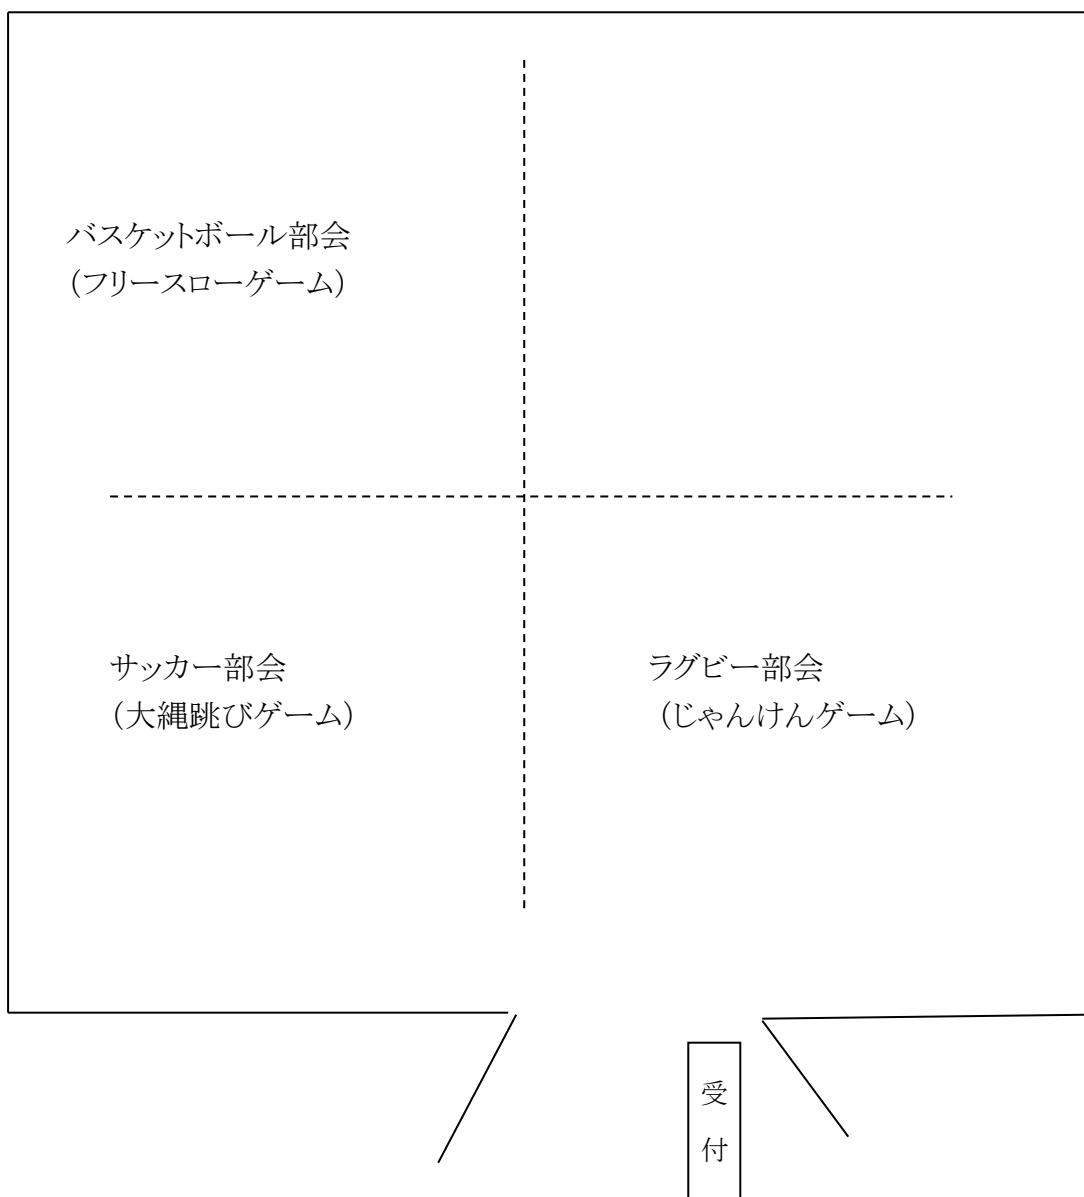 バスケットボール部会
(フリースローゲーム)
サッカー部会
(大縄跳びゲーム)
ラグビー部会
(じゃんけんゲーム)
受
付